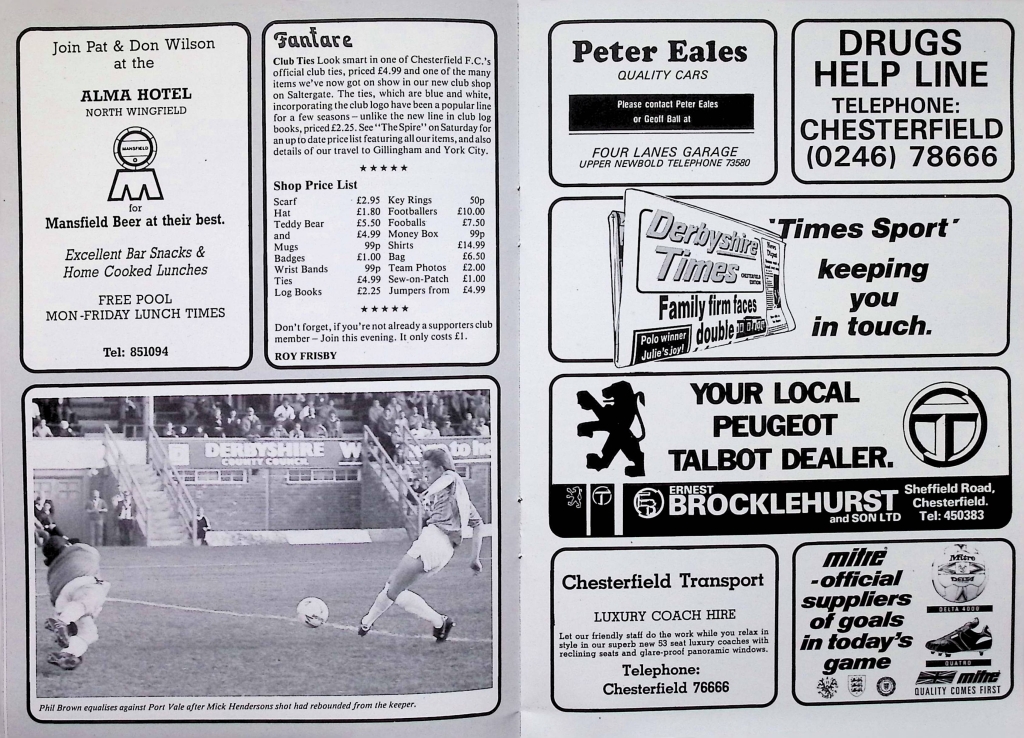 Join Pat & Don Wilson
at the
ALMA HOTEL
NORTH WINGFIELD
MANSFIELD
for
Mansfield Beer at their best.
Excellent Bar Snacks &
Home Cooked Lunches
FREE POOL
MON-FRIDAY LUNCH TIMES
Tel: 851094
Fanfare
Club Ties Look smart in one of Chesterfield F.C.'s
official club ties, priced £4.99 and one of the many
items we've now got on show in our new club shop
on Saltergate. The ties, which are blue and white,
incorporating the club logo have been a popular line
for a few seasons – unlike the new line in club log
books, priced £2.25. See "The Spire" on Saturday for
an up to date price list featuring all our items, and also
details of our travel to Gillingham and York City.
★★★★★
Shop Price List
Scarf £2.95 Key Rings 50p
Hat £1.80 Footballers £10.00
Teddy Bear £5.50 Fooballs £7.50
and £4.99 Money Box 99p
Mugs 99p Shirts £14.99
Badges £1.00 Bag £6.50
Wrist Bands 99p Team Photos £2.00
Ties £4.99 Sew-on-Patch £1.00
Log Books £2.25 Jumpers from £4.99
★★★★★
Don't forget, if you're not already a supporters club
member – Join this evening. It only costs £1.
ROY FRISBY
DERBYSHIRE
COUNTY COUNCIL
to he
Phil Brown equalises against Port Vale after Mick Hendersons shot had rebounded from the keeper.
Peter Eales
QUALITY CARS
Please contact Peter Eales
or Geoff Ball at
FOUR LANES GARAGE
UPPER NEWBOLD TELEPHONE 73580
DRUGS
HELP LINE
TELEPHONE:
CHESTERFIELD
(0246) 78666
Derbyshire
Times
CHESTERFIELD
EDITION
Family firm faces
double
Polo winner
Julie's joy!
'Times Sport'
keeping
you
in touch.
YOUR LOCAL
PEUGEOT
TALBOT DEALER.
ERNEST
BROCKLEHURST
and SON LTD
Sheffield Road,
Chesterfield.
Tel: 450383
Chesterfield Transport
LUXURY COACH HIRE
Let our friendly staff do the work while you relax in
style in our superb new 53 seat luxury coaches with
reclining seats and glare-proof panoramic windows.
Telephone:
Chesterfield 76666
mitre
-official
suppliers
of goals
in today's
game
Mitre
DELTA
DELTA 4000
QUATRO
mitre
QUALITY COMES FIRST